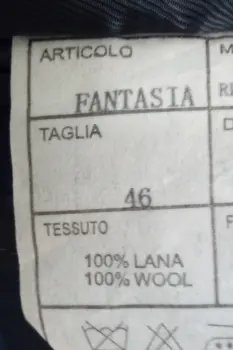 ARTICOLO
FANTASIA
TAGLIA
46
TESSUTO
100% LANA
100% WOOL